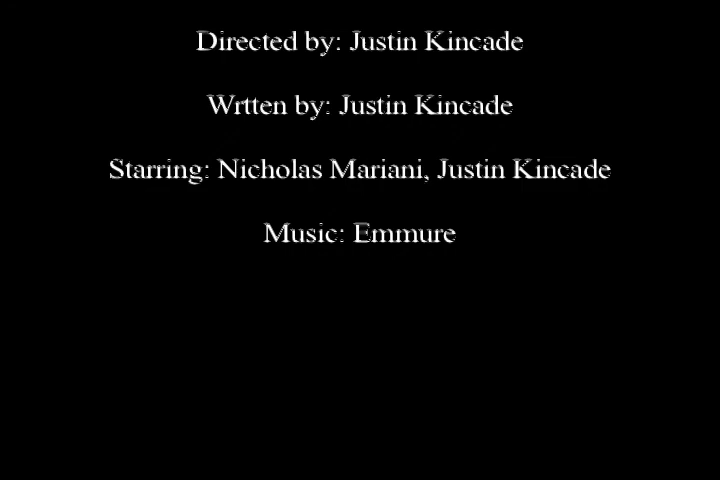 Directed by: Justin Kincade
Wrtten by: Justin Kincade
Starring: Nicholas Mariani, Justin Kincade
Music: Emmure